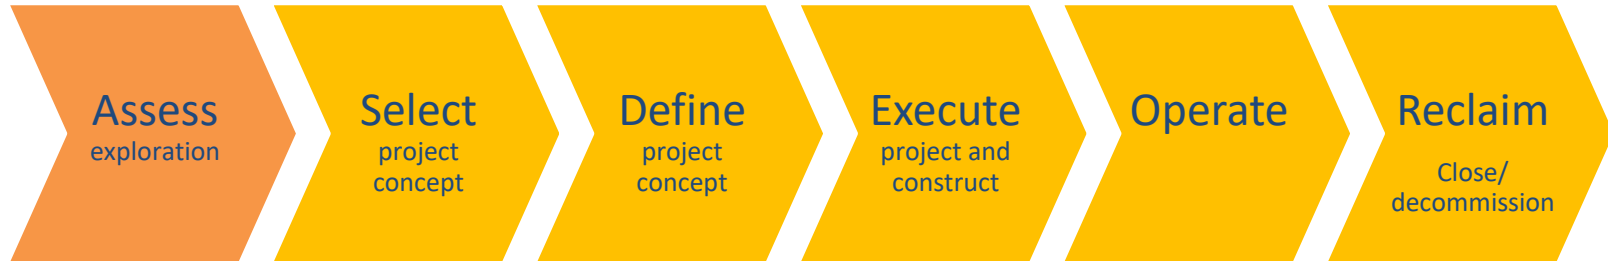 Assess
exploration
Select
project
concept
Define
project
concept
Execute
project and
construct
Operate
Reclaim
Close/
decommission